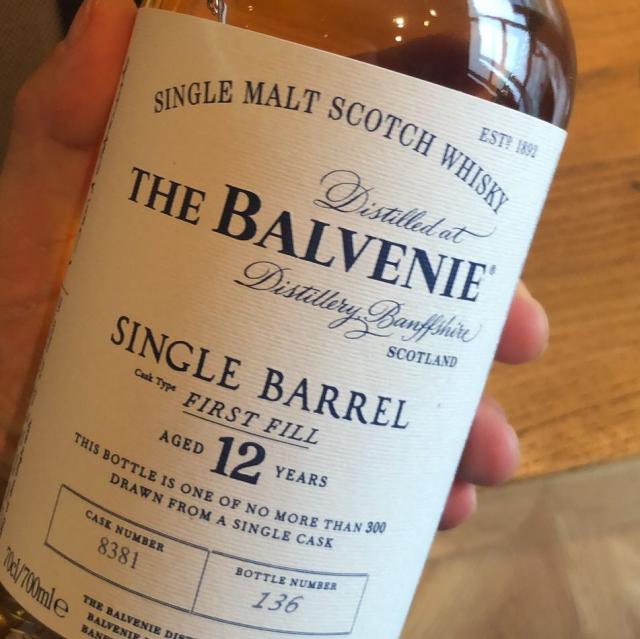 SINGLE MALT SCOTCH WHISKY
ESTD 1892
Distilled at
THE BALVENIE®
Distillery, Banffshire
SCOTLAND
SINGLE BARREL
Cask Type FIRST FILL
AGED 12 YEARS
THIS BOTTLE IS ONE OF NO MORE THAN 300
DRAWN FROM A SINGLE CASK
CASK NUMBER
8381
BOTTLE NUMBER
136
70cl/700ml e
THE BALVENIE
BALVENIE